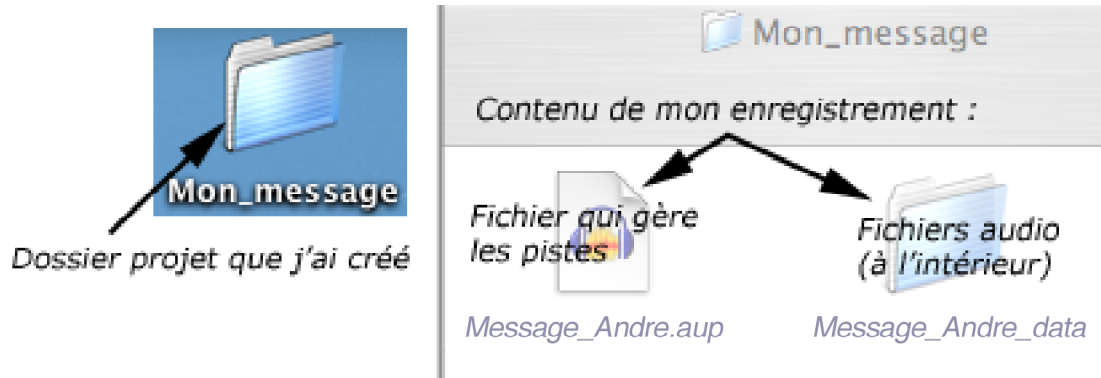 Mon_message
Dossier projet que j'ai créé
Mon_message
Contenu de mon enregistrement :
Fichier qui gère
les pistes
Fichiers audio
(à l'intérieur)
Message_Andre.aup
Message_Andre_data